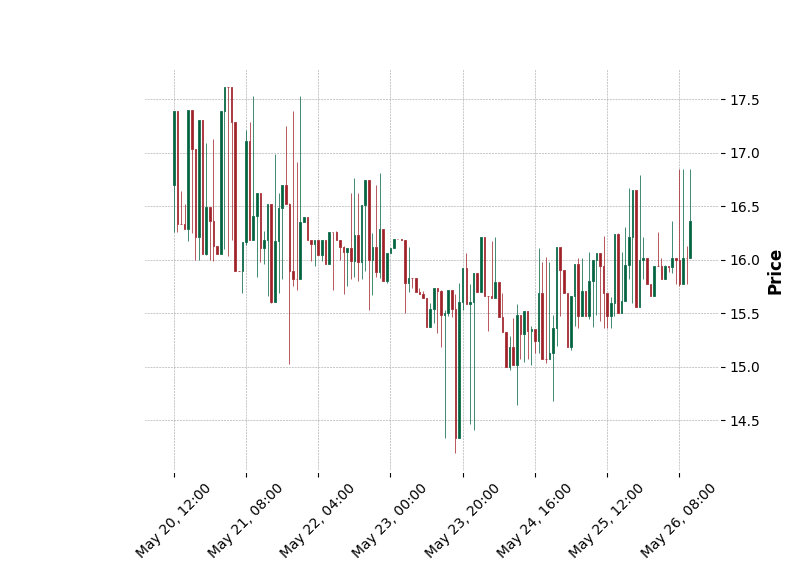 17.5
17.0
16.5
16.0
15.5
15.0
14.5
Price
May 20, 12:00
May 21, 08:00
May 22, 04:00
May 23, 00:00
May 23, 20:00
May 24, 16:00
May 25, 12:00
May 26, 08:00